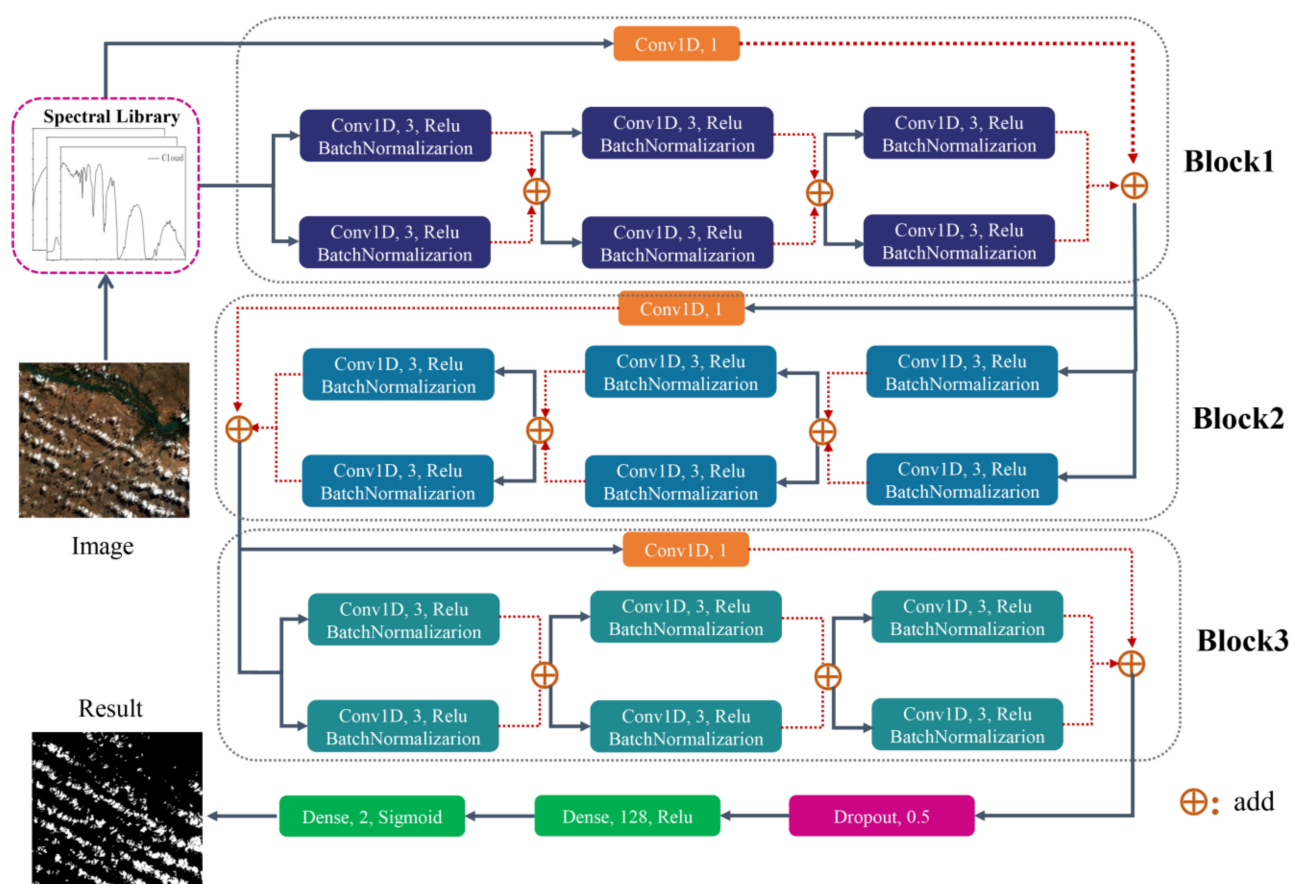 Conv1D, 1
Spectral Library
Cloud
Conv1D, 3, Relu
BatchNormalizarion
Conv1D, 3, Relu
BatchNormalizarion
Conv1D, 3, Relu
BatchNormalizarion
Block1
Conv1D, 3, Relu
BatchNormalizarion
Conv1D, 3, Relu
BatchNormalizarion
Conv1D, 3, Relu
BatchNormalizarion
Conv1D, 1
Conv1D, 3, Relu
BatchNormalizarion
Conv1D, 3, Relu
BatchNormalizarion
Conv1D, 3, Relu
BatchNormalizarion
Block2
Conv1D, 3, Relu
BatchNormalizarion
Conv1D, 3, Relu
BatchNormalizarion
Conv1D, 3, Relu
BatchNormalizarion
Image
Conv1D, 1
Conv1D, 3, Relu
BatchNormalizarion
Conv1D, 3, Relu
BatchNormalizarion
Conv1D, 3, Relu
BatchNormalizarion
Block3
Conv1D, 3, Relu
BatchNormalizarion
Conv1D, 3, Relu
BatchNormalizarion
Conv1D, 3, Relu
BatchNormalizarion
Result
Dense, 2, Sigmoid
Dense, 128, Relu
Dropout, 0.5
⊕: add